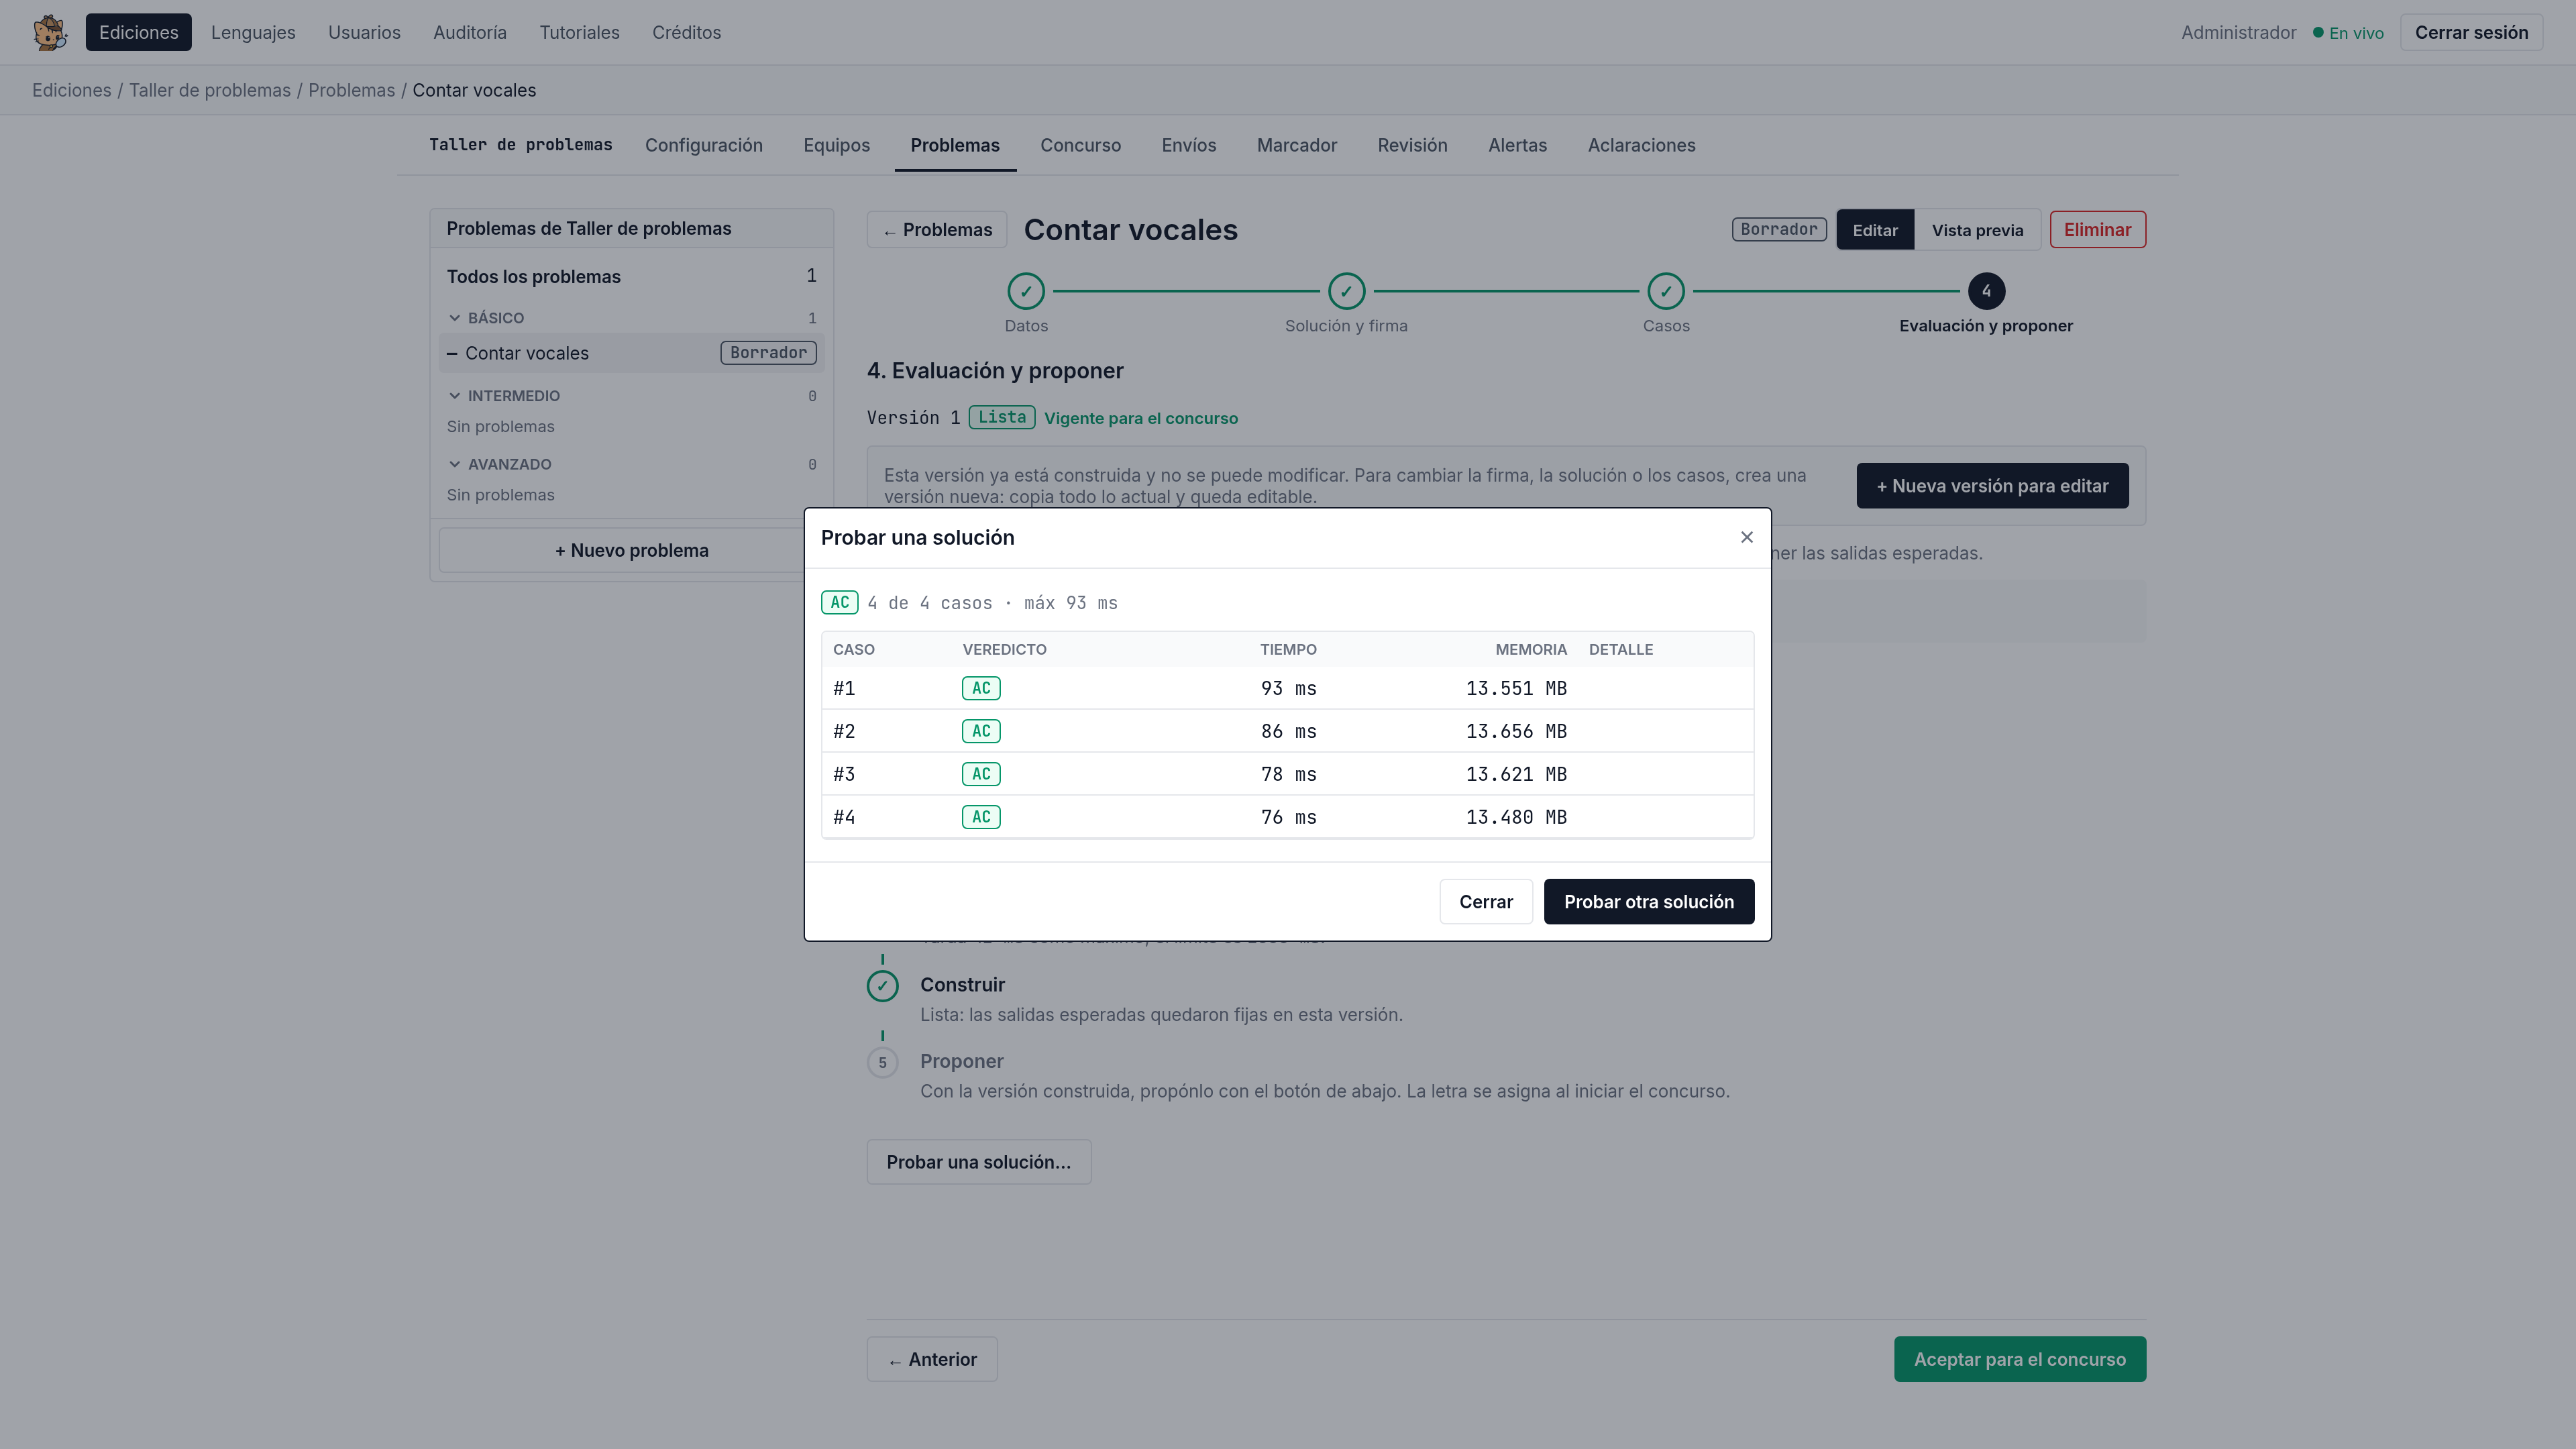 Ediciones Lenguajes Usuarios Auditoría Tutoriales Créditos Administrador En vivo Cerrar sesión
Ediciones / Taller de problemas / Problemas / Contar vocales
Taller de problemas Configuración Equipos Problemas Concurso Envíos Marcador Revisión Alertas Aclaraciones
Problemas de Taller de problemas
Todos los problemas 1
BÁSICO 1
Contar vocales Borrador
INTERMEDIO 0
Sin problemas
AVANZADO 0
Sin problemas
+ Nuevo problema
← Problemas Contar vocales Borrador Editar Vista previa Eliminar
✓ ✓ ✓ 4
Datos Solución y firma Casos Evaluación y proponer
4. Evaluación y proponer
Versión 1 Lista Vigente para el concurso
Esta versión ya está construida y no se puede modificar. Para cambiar la firma, la solución o los casos, crea una
versión nueva: copia todo lo actual y queda editable.
+ Nueva versión para editar
las salidas esperadas.
Probar una solución ×
AC 4 de 4 casos · máx 93 ms
CASO VEREDICTO TIEMPO MEMORIA DETALLE
#1 AC 93 ms 13.551 MB
#2 AC 86 ms 13.656 MB
#3 AC 78 ms 13.621 MB
#4 AC 76 ms 13.480 MB
Cerrar Probar otra solución
✓ Construir
Lista: las salidas esperadas quedaron fijas en esta versión.
5 Proponer
Con la versión construida, propónlo con el botón de abajo. La letra se asigna al iniciar el concurso.
Probar una solución...
← Anterior Aceptar para el concurso